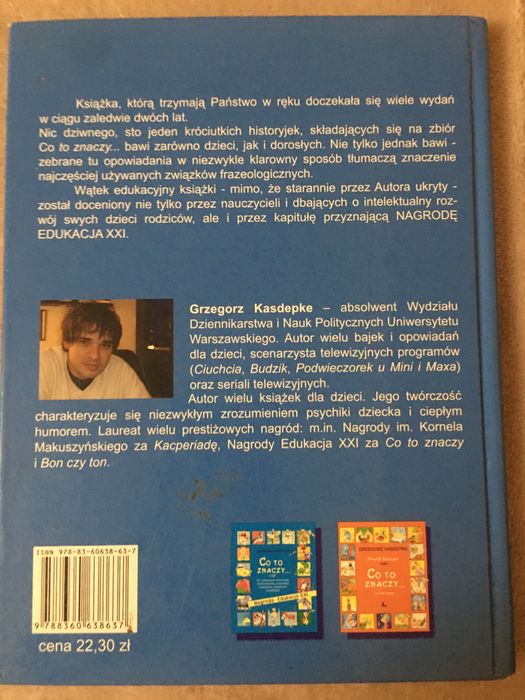 Książka, którą trzymają Państwo w ręku doczekała się wiele wydań
w ciągu zaledwie dwóch lat.
Nic dziwnego, sto jeden króciutkich historyjek, składających się na zbiór
Co to znaczy... bawi zarówno dzieci, jak i dorosłych. Nie tylko jednak bawi -
zebrane tu opowiadania w niezwykle klarowny sposób tłumaczą znaczenie
najczęściej używanych związków frazeologicznych.
Wątek edukacyjny książki - mimo, że starannie przez Autora ukryty -
został doceniony nie tylko przez nauczycieli i dbających o intelektualny roz-
wój swych dzieci rodziców, ale i przez kapitułę przyznającą NAGRODĘ
EDUKACJA XXI.
Grzegorz Kasdepke – absolwent Wydziału
Dziennikarstwa i Nauk Politycznych Uniwersytetu
Warszawskiego. Autor wielu bajek i opowiadań
dla dzieci, scenarzysta telewizyjnych programów
(Ciuchcia, Budzik, Podwieczorek u Mini i Maxa)
oraz seriali telewizyjnych.
Autor wielu książek dla dzieci. Jego twórczość
charakteryzuje się niezwykłym zrozumieniem psychiki dziecka i ciepłym
humorem. Laureat wielu prestiżowych nagród: m.in. Nagrody im. Kornela
Makuszyńskiego za Kacperiadę, Nagrody Edukacja XXI za Co to znaczy
i Bon czy ton.
ISBN 978-83-60638-63-7
9788360638637
cena 22,30 zł
CO TO
ZNACZY...
Nagroda Edukacja XXI
GRZEGORZ KASDEPKE
CO TO
ZNACZY...